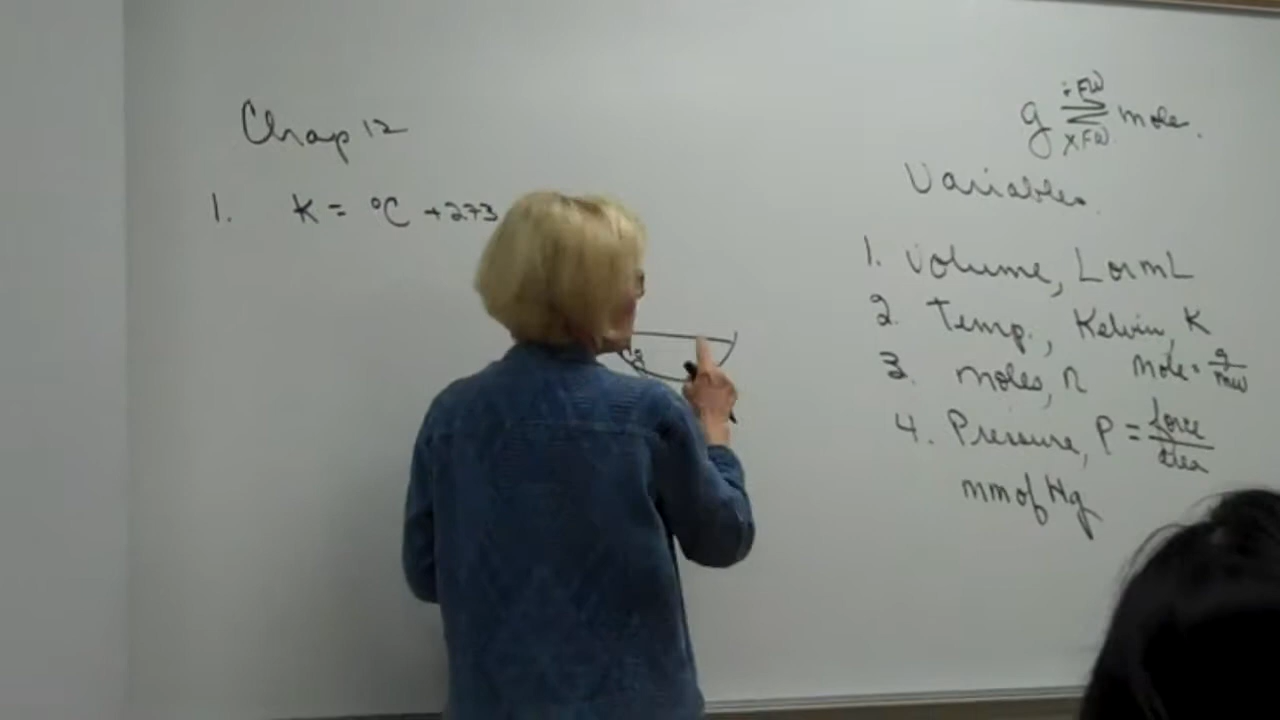 Chap 12
1. K = °C + 273
g ÷FW ×FW mole.
Variables.
1. Volume, L or mL
2. Temp., Kelvin, K
3. moles, n mole = g/mw
4. Pressure, P = force/area
mm of Hg